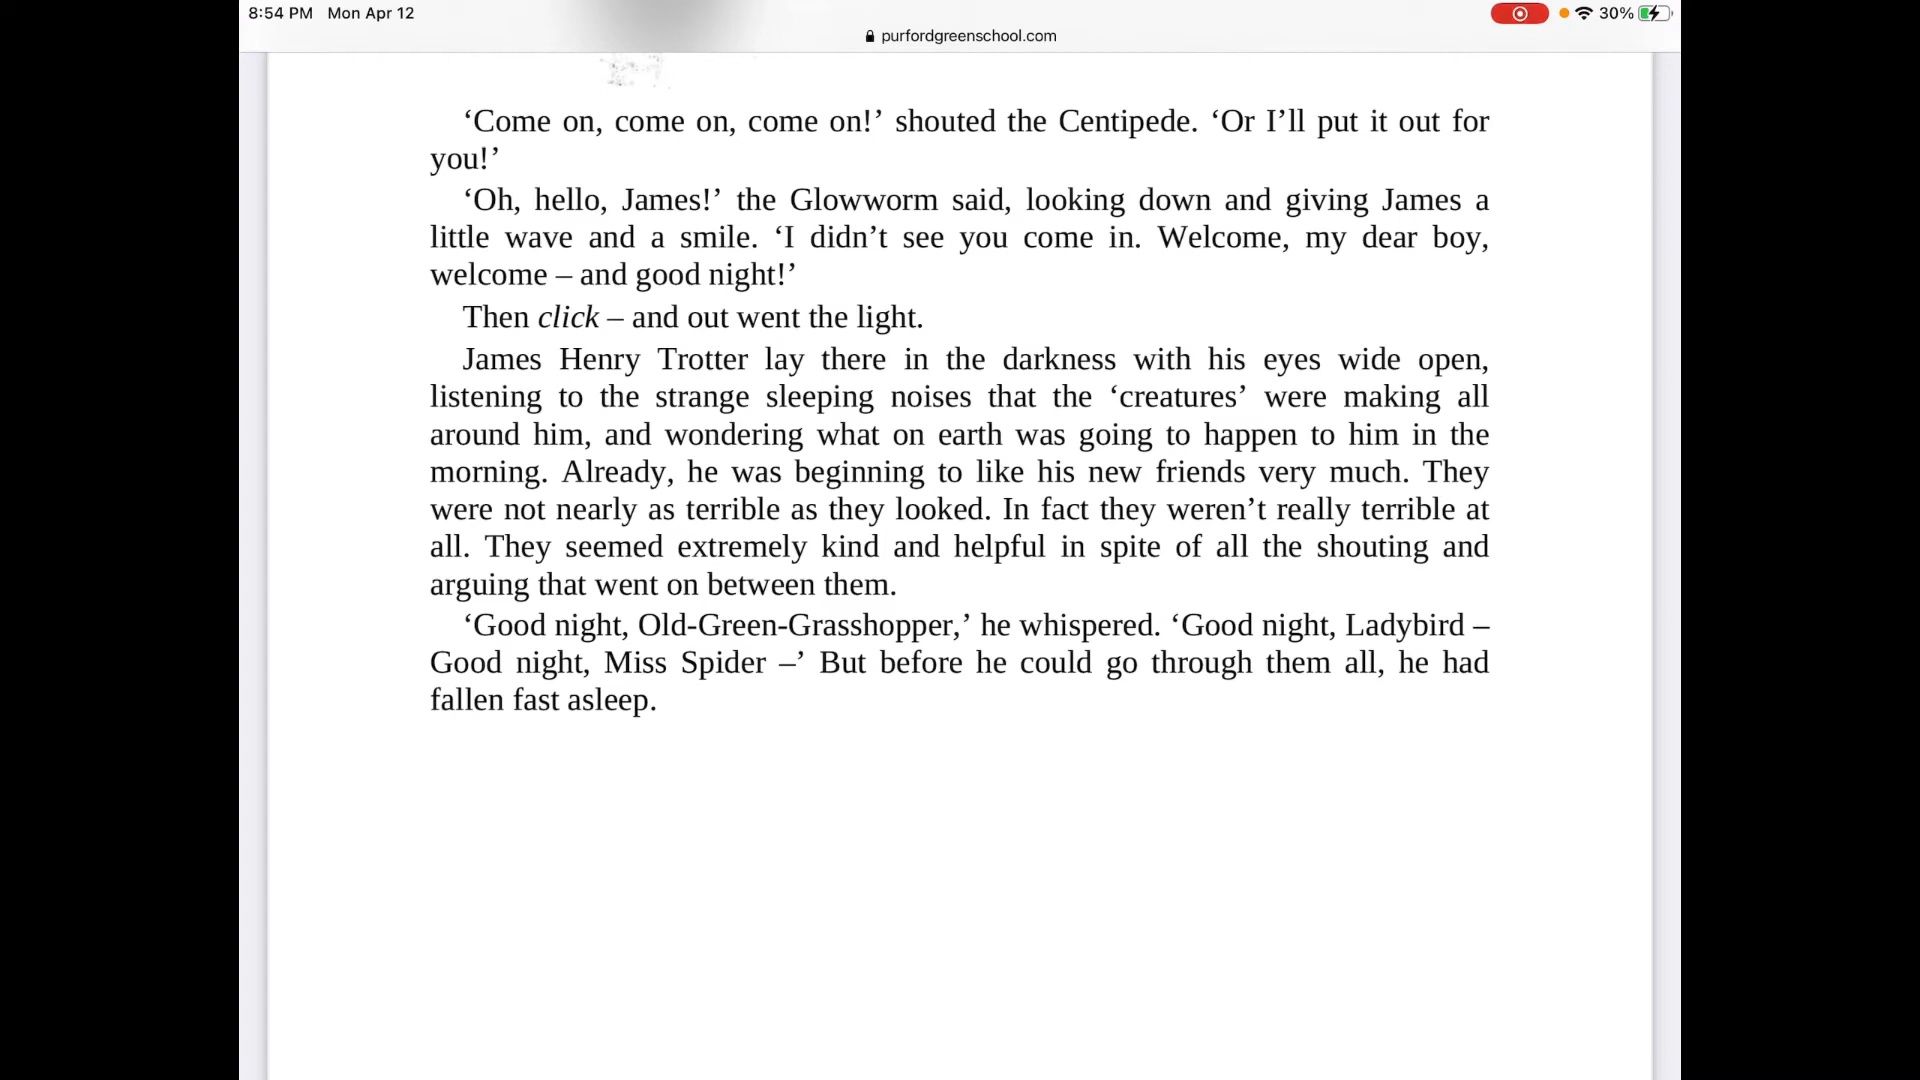 8:54 PM Mon Apr 12
30%
purfordgreenschool.com
‘Come on, come on, come on!’ shouted the Centipede. ‘Or I’ll put it out for
you!’
‘Oh, hello, James!’ the Glowworm said, looking down and giving James a
little wave and a smile. ‘I didn’t see you come in. Welcome, my dear boy,
welcome – and good night!’
Then click – and out went the light.
James Henry Trotter lay there in the darkness with his eyes wide open,
listening to the strange sleeping noises that the ‘creatures’ were making all
around him, and wondering what on earth was going to happen to him in the
morning. Already, he was beginning to like his new friends very much. They
were not nearly as terrible as they looked. In fact they weren’t really terrible at
all. They seemed extremely kind and helpful in spite of all the shouting and
arguing that went on between them.
‘Good night, Old-Green-Grasshopper,’ he whispered. ‘Good night, Ladybird –
Good night, Miss Spider –’ But before he could go through them all, he had
fallen fast asleep.